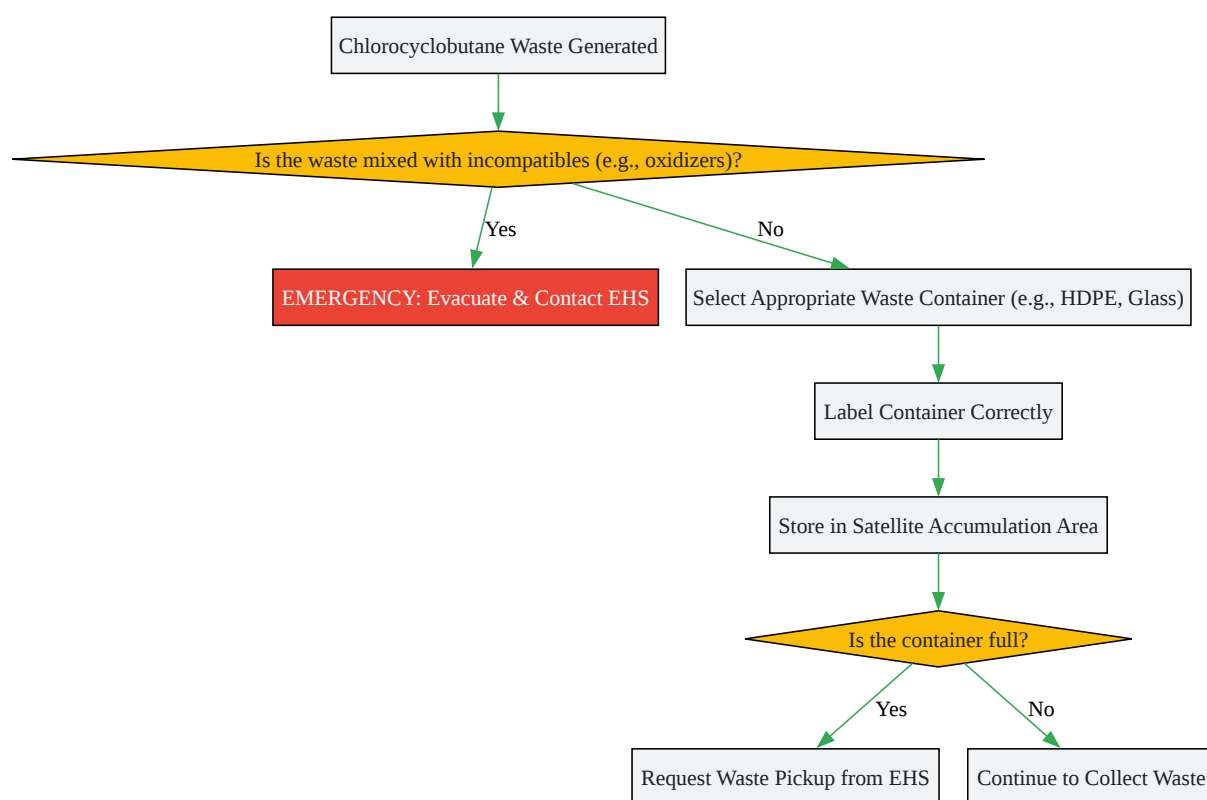 Chlorocyclobutane Waste Generated
Is the waste mixed with incompatibles (e.g., oxidizers)?
Yes
No
EMERGENCY: Evacuate & Contact EHS
Select Appropriate Waste Container (e.g., HDPE, Glass)
Label Container Correctly
Store in Satellite Accumulation Area
Is the container full?
Yes
No
Request Waste Pickup from EHS
Continue to Collect Waste